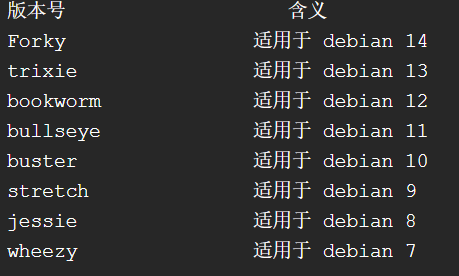 版本号 含义
Forky 适用于 debian 14
trixie 适用于 debian 13
bookworm 适用于 debian 12
bullseye 适用于 debian 11
buster 适用于 debian 10
stretch 适用于 debian 9
jessie 适用于 debian 8
wheezy 适用于 debian 7